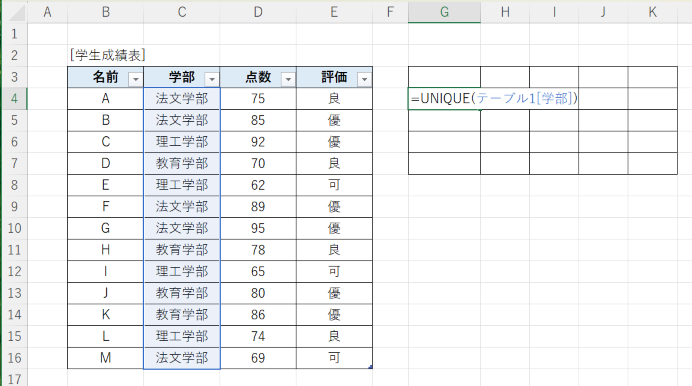 A B C D E F G H I J K
1
2 [学生成績表]
3 名前 学部 点数 評価
4 A 法文学部 75 良 =UNIQUE(テーブル1[学部])
5 B 法文学部 85 優
6 C 理工学部 92 優
7 D 教育学部 70 良
8 E 理工学部 62 可
9 F 法文学部 89 優
10 G 法文学部 95 優
11 H 教育学部 78 良
12 I 理工学部 65 可
13 J 教育学部 80 優
14 K 教育学部 86 優
15 L 理工学部 74 良
16 M 法文学部 69 可
17